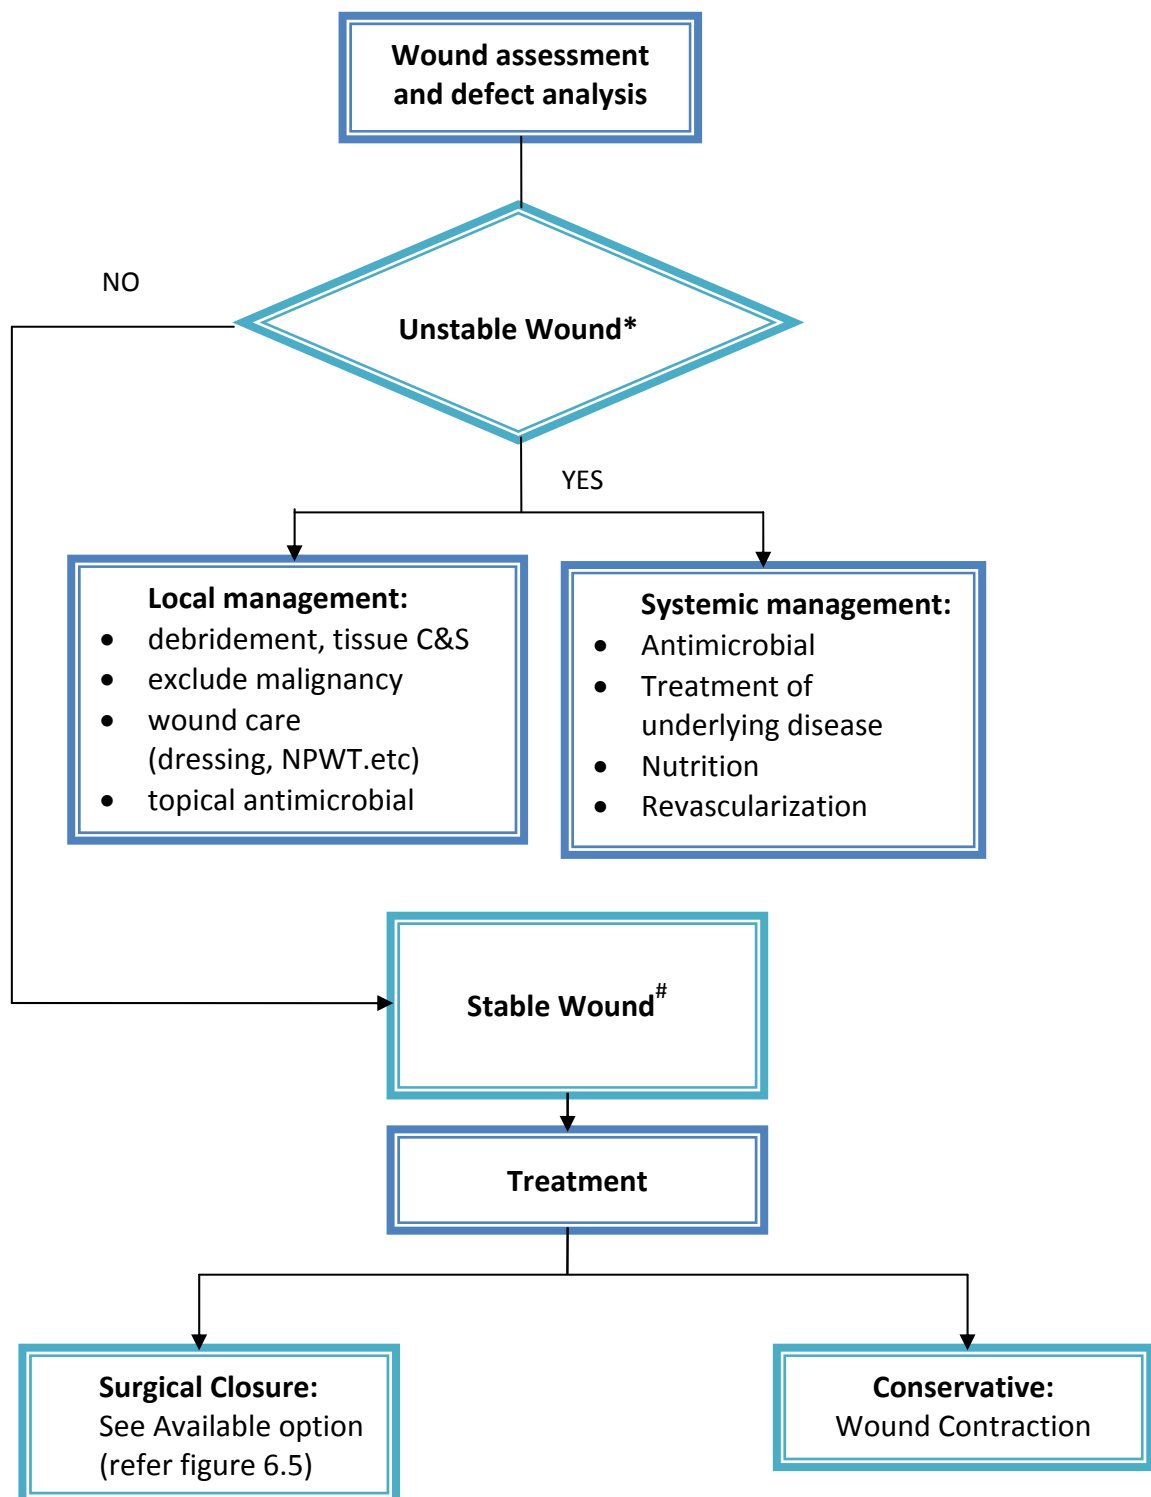 Wound assessment
and defect analysis
NO
Unstable Wound*
YES
Local management:
• debridement, tissue C&S
• exclude malignancy
• wound care
(dressing, NPWT.etc)
• topical antimicrobial
Systemic management:
• Antimicrobial
• Treatment of
underlying disease
• Nutrition
• Revascularization
Stable Wound#
Treatment
Surgical Closure:
See Available option
(refer figure 6.5)
Conservative:
Wound Contraction